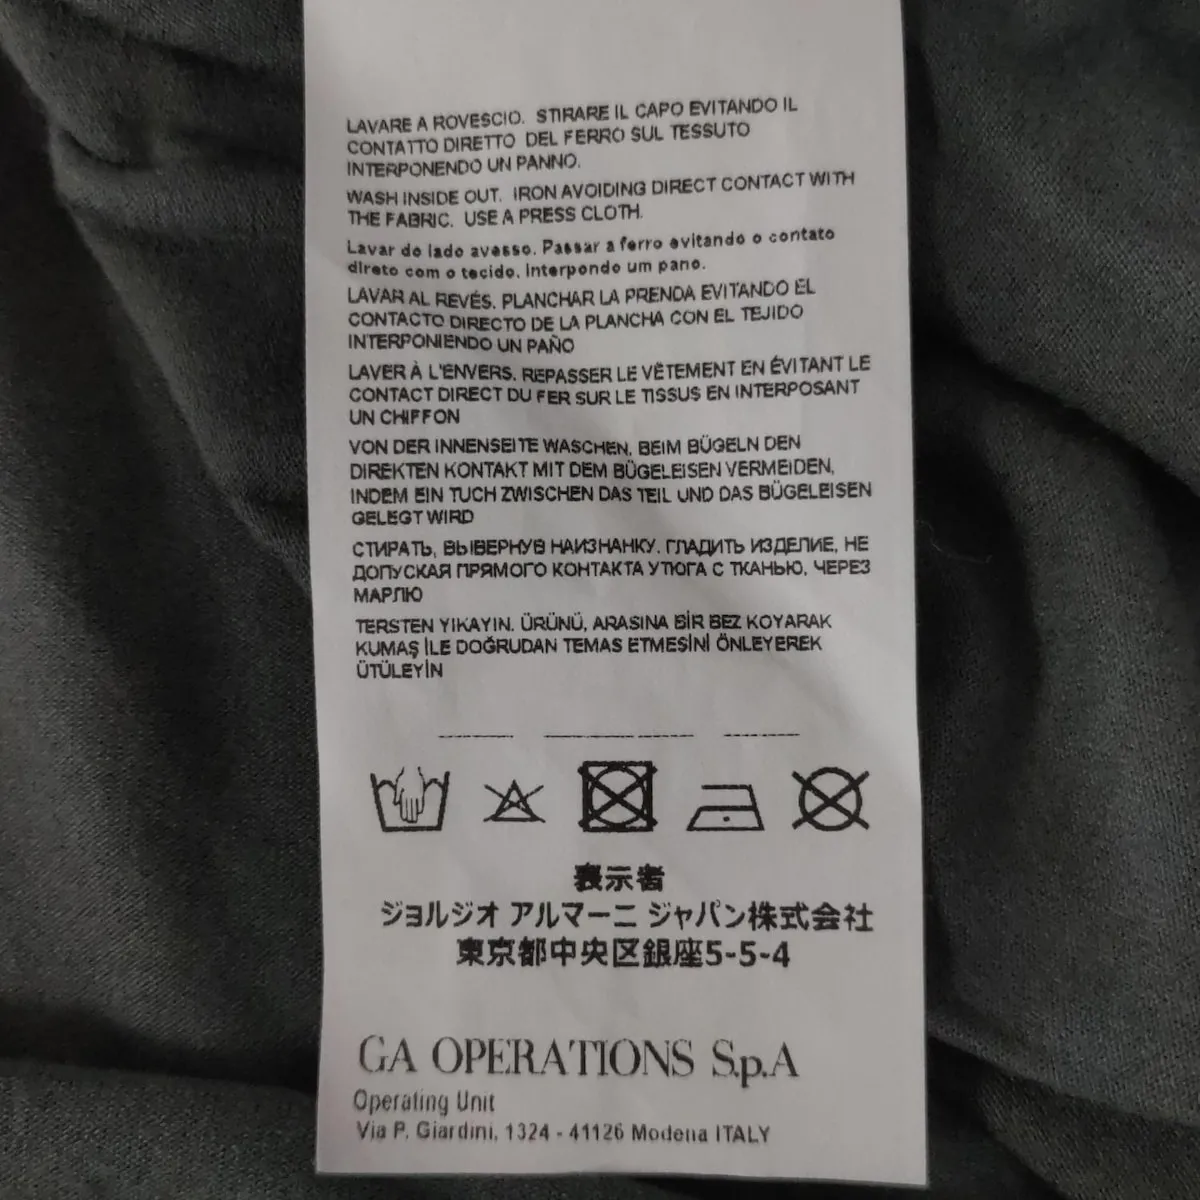 LAVARE A ROVESCIO. STIRARE IL CAPO EVITANDO IL
CONTATTO DIRETTO DEL FERRO SUL TESSUTO
INTERPONENDO UN PANNO.
WASH INSIDE OUT. IRON AVOIDING DIRECT CONTACT WITH
THE FABRIC. USE A PRESS CLOTH.
Lavar do lado avesso. Passar a ferro evitando o contato
direto com o tecido. Interpondo um pano.
LAVAR AL REVÉS. PLANCHAR LA PRENDA EVITANDO EL
CONTACTO DIRECTO DE LA PLANCHA CON EL TEJIDO
INTERPONIENDO UN PAÑO
LAVER À L'ENVERS. REPASSER LE VÊTEMENT EN ÉVITANT LE
CONTACT DIRECT DU FER SUR LE TISSUS EN INTERPOSANT
UN CHIFFON
VON DER INNENSEITE WASCHEN. BEIM BÜGELN DEN
DIREKTEN KONTAKT MIT DEM BÜGELEISEN VERMEIDEN,
INDEM EIN TUCH ZWISCHEN DAS TEIL UND DAS BÜGELEISEN
GELEGT WIRD
СТИРАТЬ, ВЫВЕРНУВ НАИЗНАНКУ. ГЛАДИТЬ ИЗДЕЛИЕ, НЕ
ДОПУСКАЯ ПРЯМОГО КОНТАКТА УТЮГА С ТКАНЬЮ, ЧЕРЕЗ
МАРЛЮ
TERSTEN YIKAYIN. ÜRÜNÜ, ARASINA BİR BEZ KOYARAK
KUMAŞ İLE DOĞRUDAN TEMAS ETMESİNİ ÖNLEYEREK
ÜTÜLEYİN
表示者
ジョルジオ アルマーニ ジャパン株式会社
東京都中央区銀座5-5-4
GA OPERATIONS S.p.A
Operating Unit
Via P. Giardini, 1324 - 41126 Modena ITALY